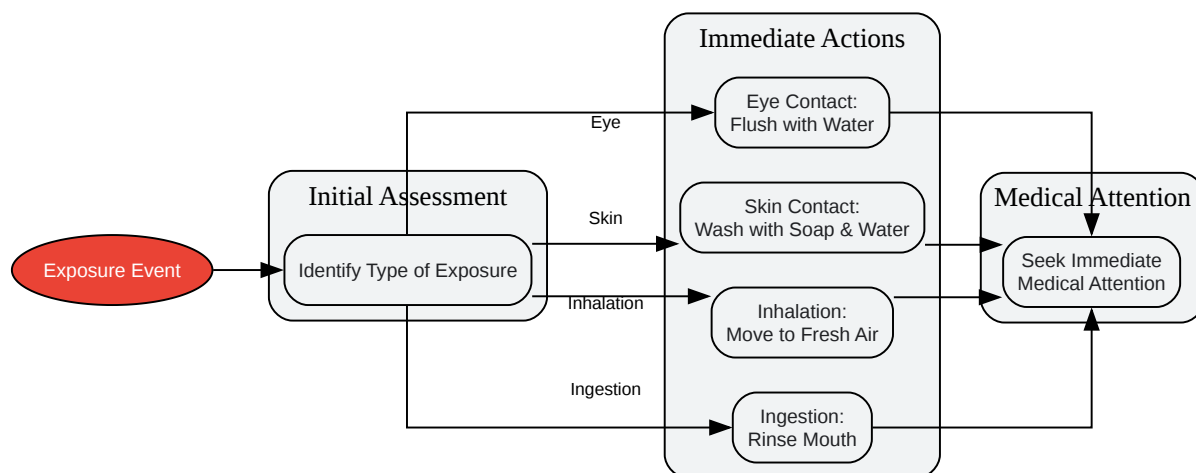 Immediate Actions
Eye Contact:
Flush with Water
Eye
Initial Assessment
Medical Attention
Skin Contact:
Wash with Soap & Water
Skin
Exposure Event
Identify Type of Exposure
Seek Immediate
Medical Attention
Inhalation
Inhalation:
Move to Fresh Air
Ingestion
Ingestion:
Rinse Mouth